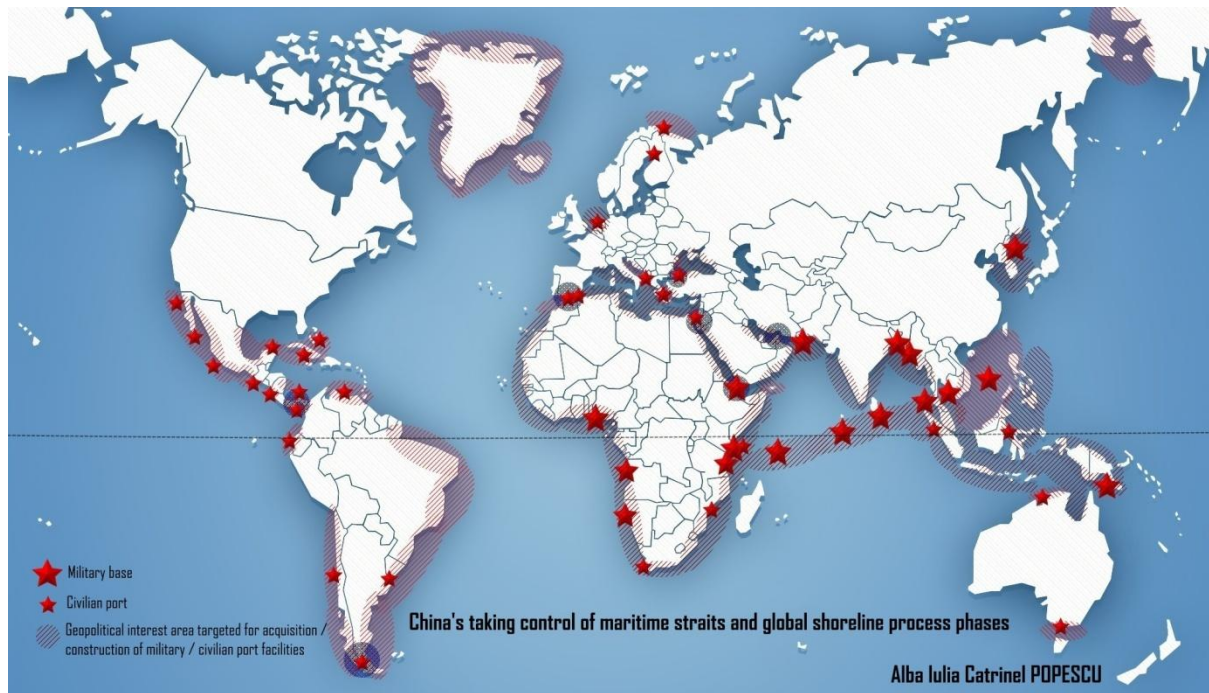 Military base
Civilian port
Geopolitical interest area targeted for acquisition /
construction of military / civilian port facilities
China's taking control of maritime straits and global shoreline process phases
Alba Iulia Catrinel POPESCU